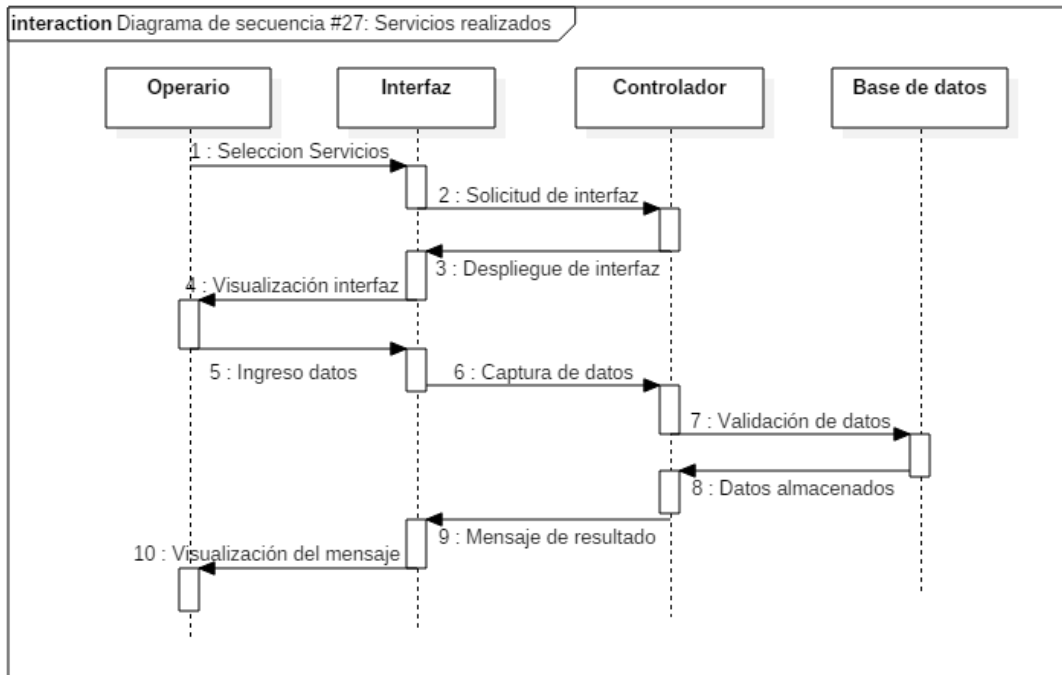 interaction Diagrama de secuencia #27: Servicios realizados
Operario
Interfaz
Controlador
Base de datos
1 : Seleccion Servicios
2 : Solicitud de interfaz
3 : Despliegue de interfaz
4 : Visualización interfaz
5 : Ingreso datos
6 : Captura de datos
7 : Validación de datos
8 : Datos almacenados
9 : Mensaje de resultado
10 : Visualización del mensaje